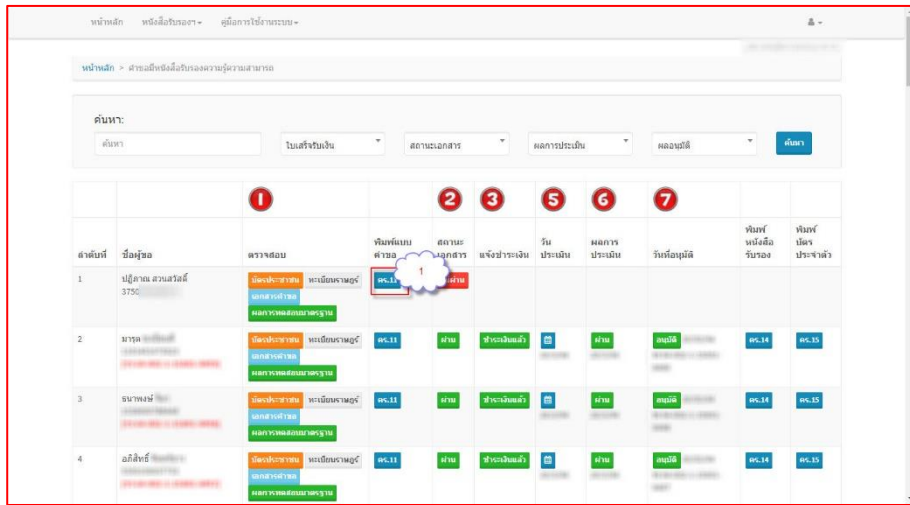 หน้าหลัก หนังสือรับรองฯ คู่มือการใช้งานระบบ
หน้าหลัก > คำขอมีหนังสือรับรองความรู้ความสามารถ
ค้นหา:
ค้นหา ใบเสร็จรับเงิน สถานะเอกสาร ผลการประเมิน ผลอนุมัติ ค้นหา
1 2 3 5 6 7
ลำดับที่ ชื่อผู้ขอ ตรวจสอบ พิมพ์แบบคำขอ สถานะเอกสาร แจ้งชำระเงิน วันประเมิน ผลการประเมิน วันที่อนุมัติ พิมพ์หนังสือรับรอง พิมพ์บัตรประจำตัว
1 ปฏิภาณ สวนสวัสดิ์ บัตรประชาชน ทะเบียนราษฎร์ คร.11 1
3750 เอกสารคำขอ
ผลการทดสอบมาตรฐาน
2 มารุต บัตรประชาชน ทะเบียนราษฎร์ คร.11 ผ่าน ชำระเงินแล้ว ผ่าน อนุมัติ คร.14 คร.15
เอกสารคำขอ
ผลการทดสอบมาตรฐาน
3 ธนาพงษ์ บัตรประชาชน ทะเบียนราษฎร์ คร.11 ผ่าน ชำระเงินแล้ว ผ่าน อนุมัติ คร.14 คร.15
เอกสารคำขอ
ผลการทดสอบมาตรฐาน
4 อภิสิทธิ์ บัตรประชาชน ทะเบียนราษฎร์ คร.11 ผ่าน ชำระเงินแล้ว ผ่าน อนุมัติ คร.14 คร.15
เอกสารคำขอ
ผลการทดสอบมาตรฐาน